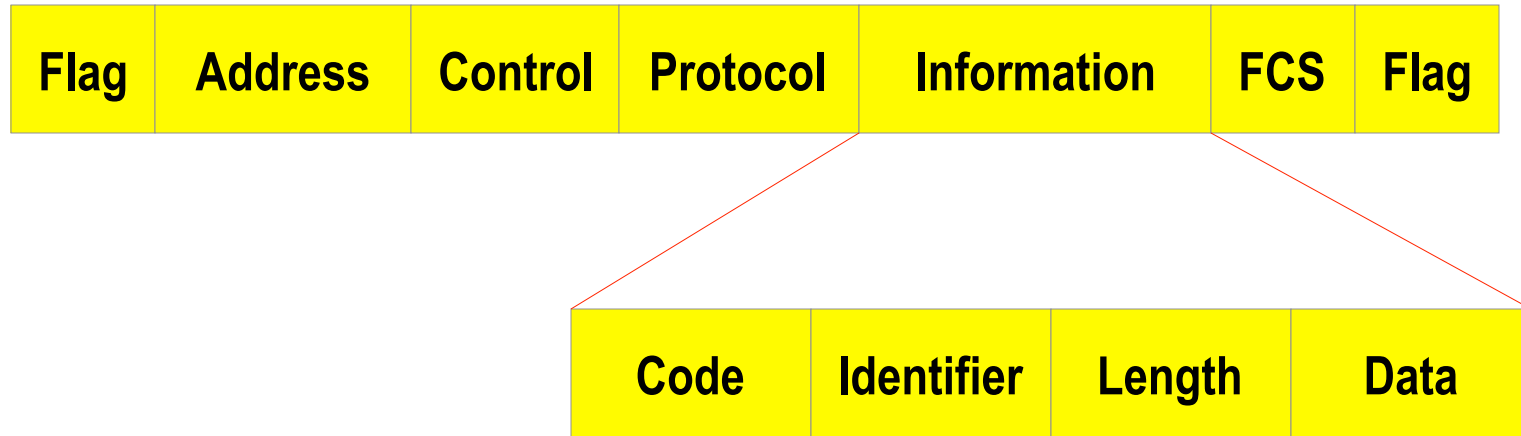 Flag Address Control Protocol Information FCS Flag
Code Identifier Length Data